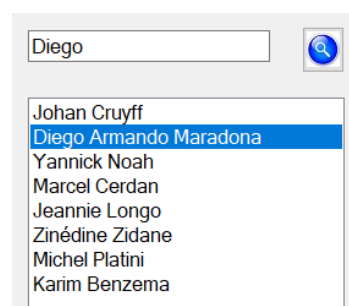 Diego
Johan Cruyff
Diego Armando Maradona
Yannick Noah
Marcel Cerdan
Jeannie Longo
Zinédine Zidane
Michel Platini
Karim Benzema